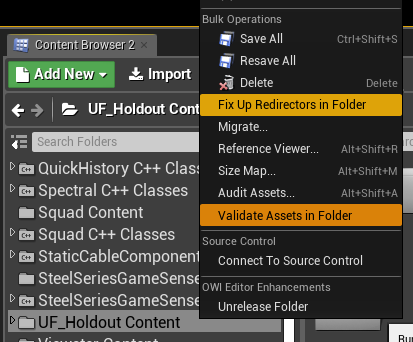 Bulk Operations
Save All Ctrl+Shift+S
Resave All
Delete Delete
Fix Up Redirectors in Folder
Migrate...
Reference Viewer... Alt+Shift+R
Size Map... Alt+Shift+M
Audit Assets... Alt+Shift+A
Validate Assets in Folder
Source Control
Connect To Source Control
OWI Editor Enhancements
Unrelease Folder
Content Browser 2
Add New Import
UF_Holdout Cont
Search Folders
QuickHistory C++ Class
Spectral C++ Classes
Squad Content
Squad C++ Classes
StaticCableComponent
SteelSeriesGameSense
SteelSeriesGameSense
UF_Holdout Content